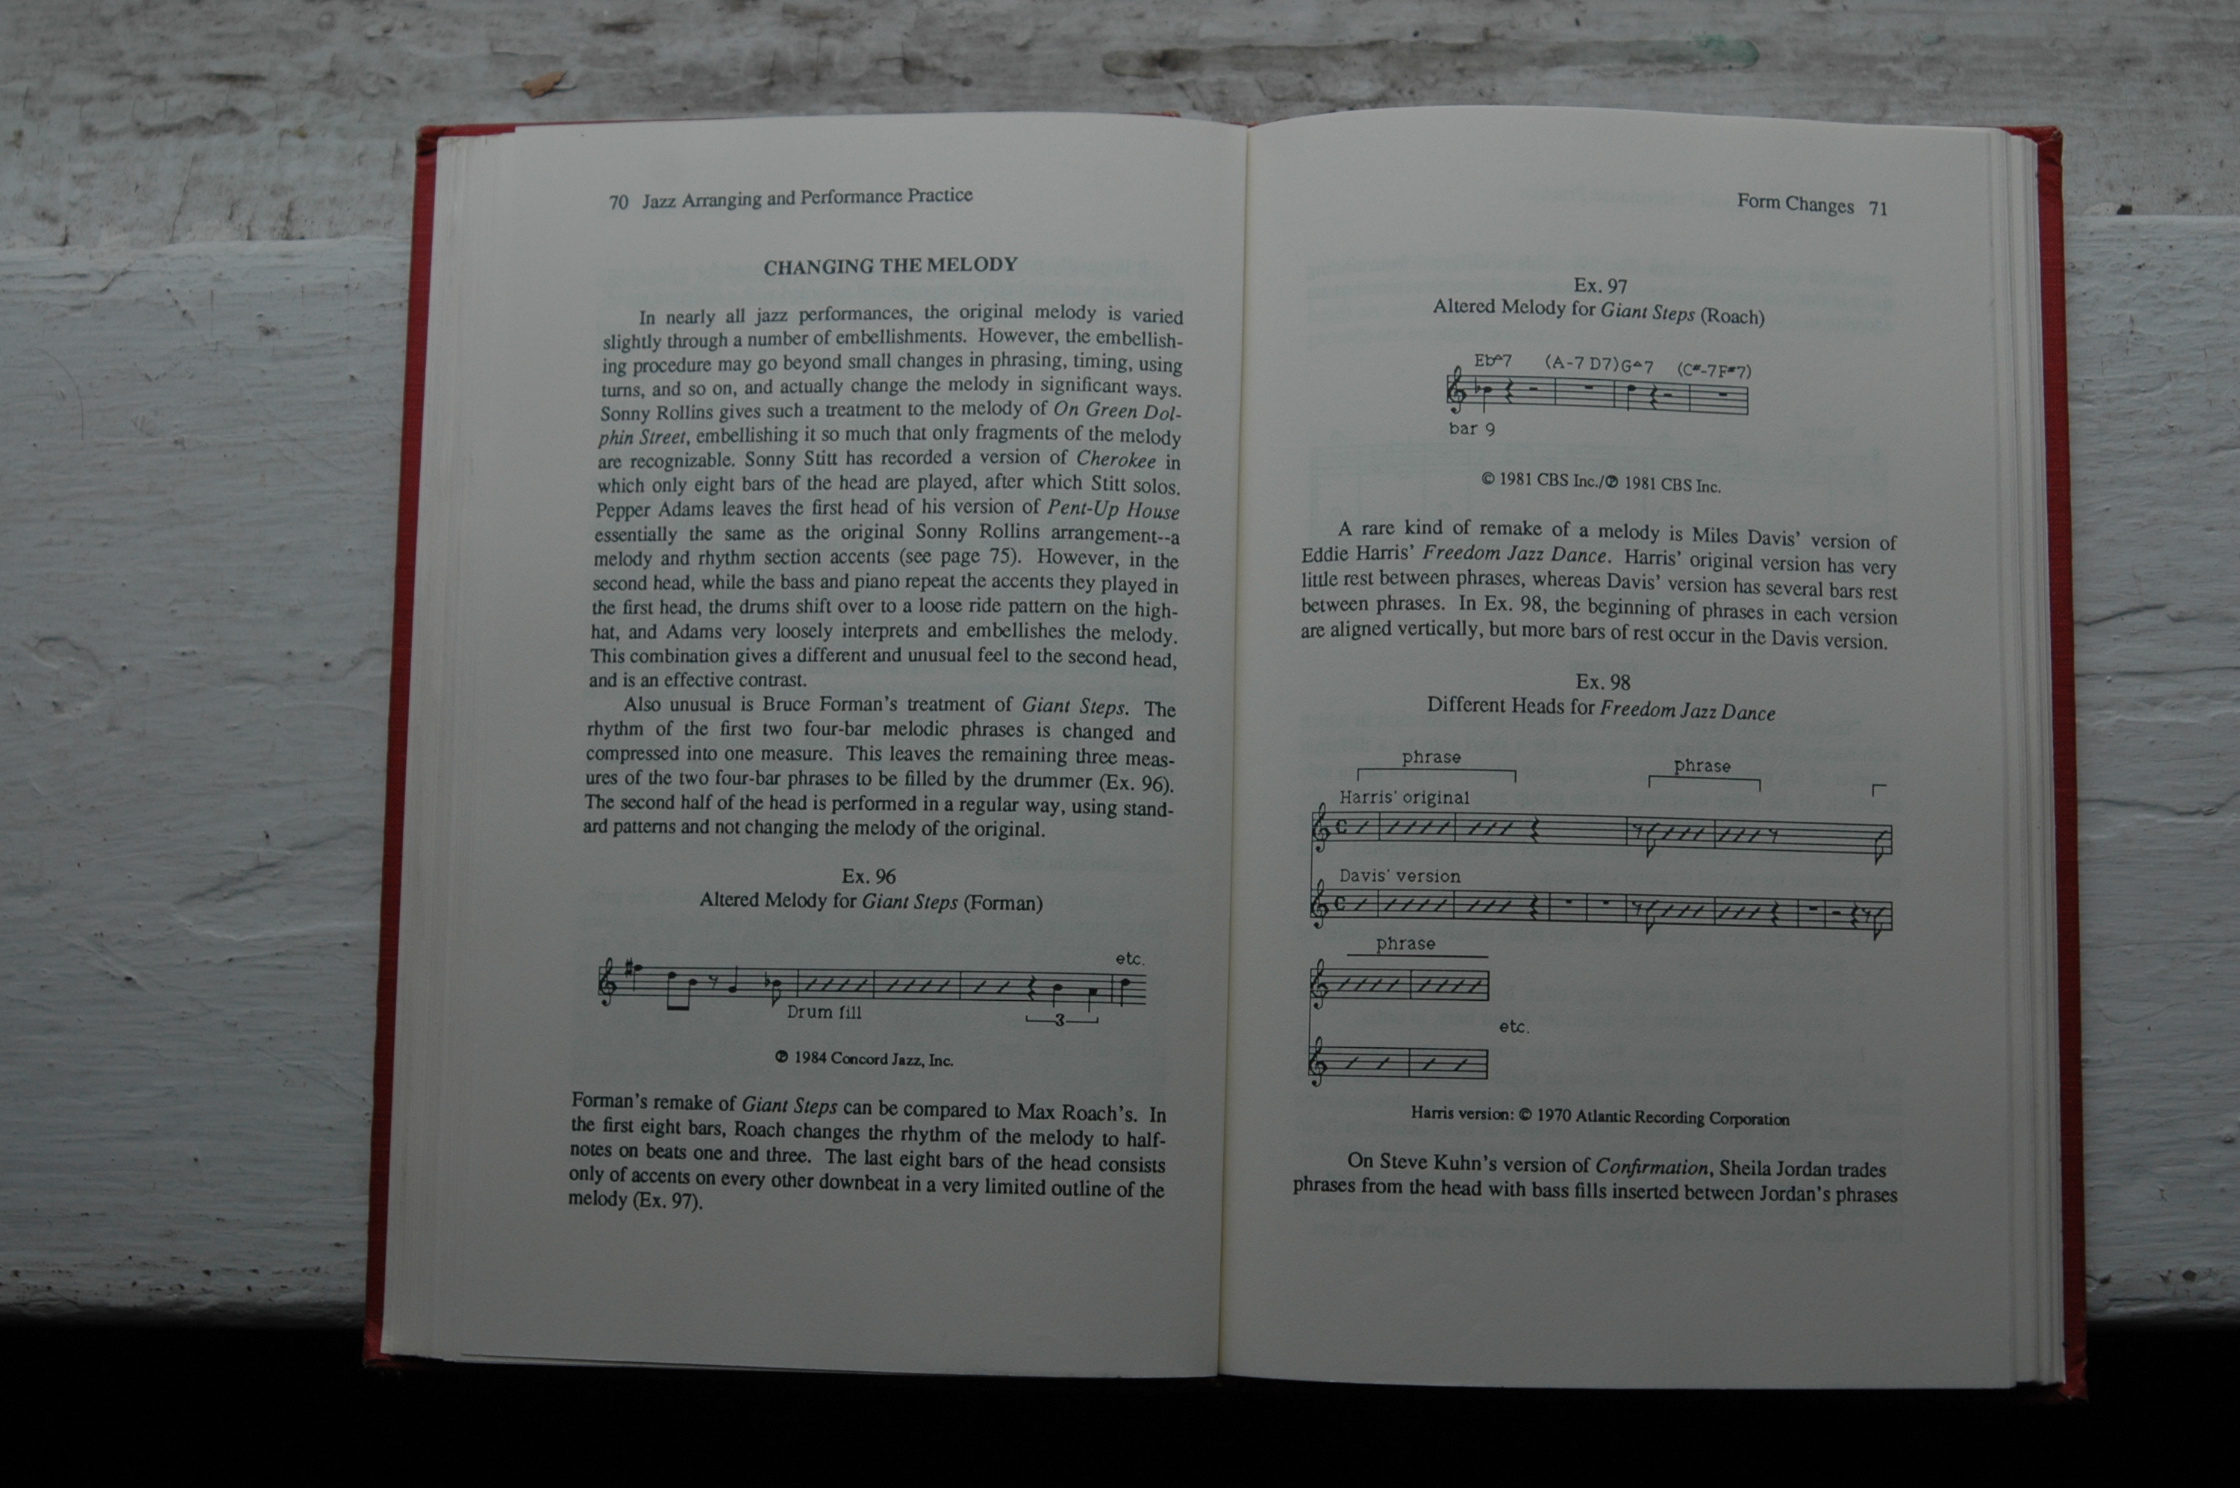 70 Jazz Arranging and Performance Practice
CHANGING THE MELODY
In nearly all jazz performances, the original melody is varied
slightly through a number of embellishments. However, the embellish-
ing procedure may go beyond small changes in phrasing, timing, using
turns, and so on, and actually change the melody in significant ways.
Sonny Rollins gives such a treatment to the melody of On Green Dol-
phin Street, embellishing it so much that only fragments of the melody
are recognizable. Sonny Stitt has recorded a version of Cherokee in
which only eight bars of the head are played, after which Stitt solos.
Pepper Adams leaves the first head of his version of Pent-Up House
essentially the same as the original Sonny Rollins arrangement--a
melody and rhythm section accents (see page 75). However, in the
second head, while the bass and piano repeat the accents they played in
the first head, the drums shift over to a loose ride pattern on the high-
hat, and Adams very loosely interprets and embellishes the melody.
This combination gives a different and unusual feel to the second head,
and is an effective contrast.
Also unusual is Bruce Forman's treatment of Giant Steps. The
rhythm of the first two four-bar melodic phrases is changed and
compressed into one measure. This leaves the remaining three meas-
ures of the two four-bar phrases to be filled by the drummer (Ex. 96).
The second half of the head is performed in a regular way, using stand-
ard patterns and not changing the melody of the original.
Ex. 96
Altered Melody for Giant Steps (Forman)
etc.
Drum fill
3
℗ 1984 Concord Jazz, Inc.
Forman's remake of Giant Steps can be compared to Max Roach's. In
the first eight bars, Roach changes the rhythm of the melody to half-
notes on beats one and three. The last eight bars of the head consists
only of accents on every other downbeat in a very limited outline of the
melody (Ex. 97).
Form Changes 71
Ex. 97
Altered Melody for Giant Steps (Roach)
Eb^7 (A-7 D7) G^7 (C#-7 F#7)
bar 9
© 1981 CBS Inc./℗ 1981 CBS Inc.
A rare kind of remake of a melody is Miles Davis' version of
Eddie Harris' Freedom Jazz Dance. Harris' original version has very
little rest between phrases, whereas Davis' version has several bars rest
between phrases. In Ex. 98, the beginning of phrases in each version
are aligned vertically, but more bars of rest occur in the Davis version.
Ex. 98
Different Heads for Freedom Jazz Dance
phrase phrase
Harris' original
Davis' version
phrase
etc.
Harris version: © 1970 Atlantic Recording Corporation
On Steve Kuhn's version of Confirmation, Sheila Jordan trades
phrases from the head with bass fills inserted between Jordan's phrases